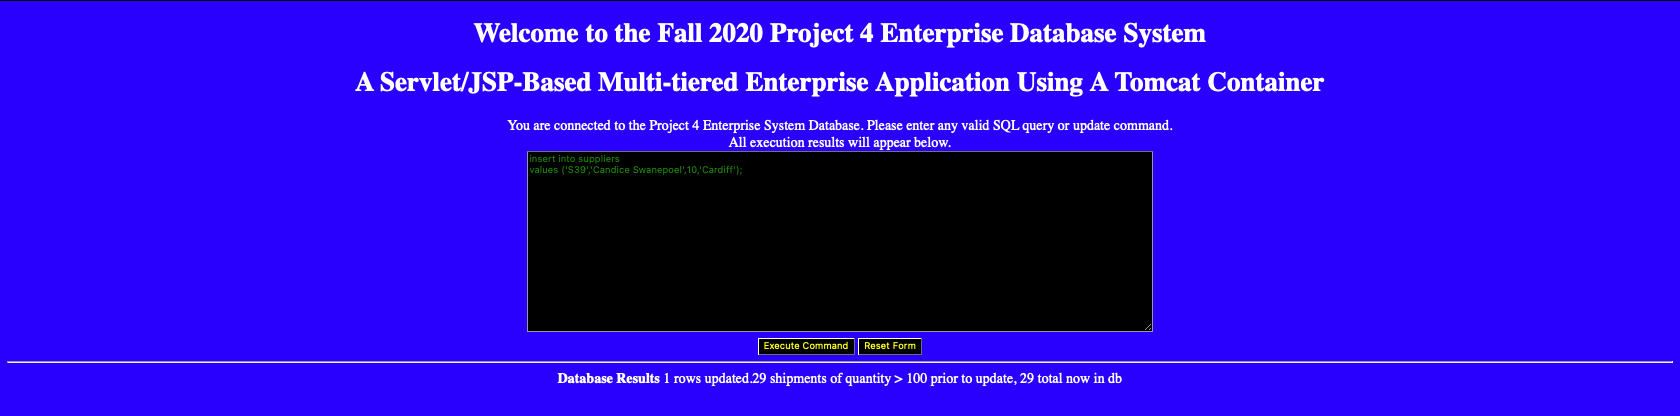 Welcome to the Fall 2020 Project 4 Enterprise Database System
A Servlet/JSP-Based Multi-tiered Enterprise Application Using A Tomcat Container
You are connected to the Project 4 Enterprise System Database. Please enter any valid SQL query or update command.
All execution results will appear below.
insert into suppliers
values ('S39','Candice Swanepoel',10,'Cardiff');
Execute Command Reset Form
Database Results 1 rows updated.29 shipments of quantity > 100 prior to update, 29 total now in db